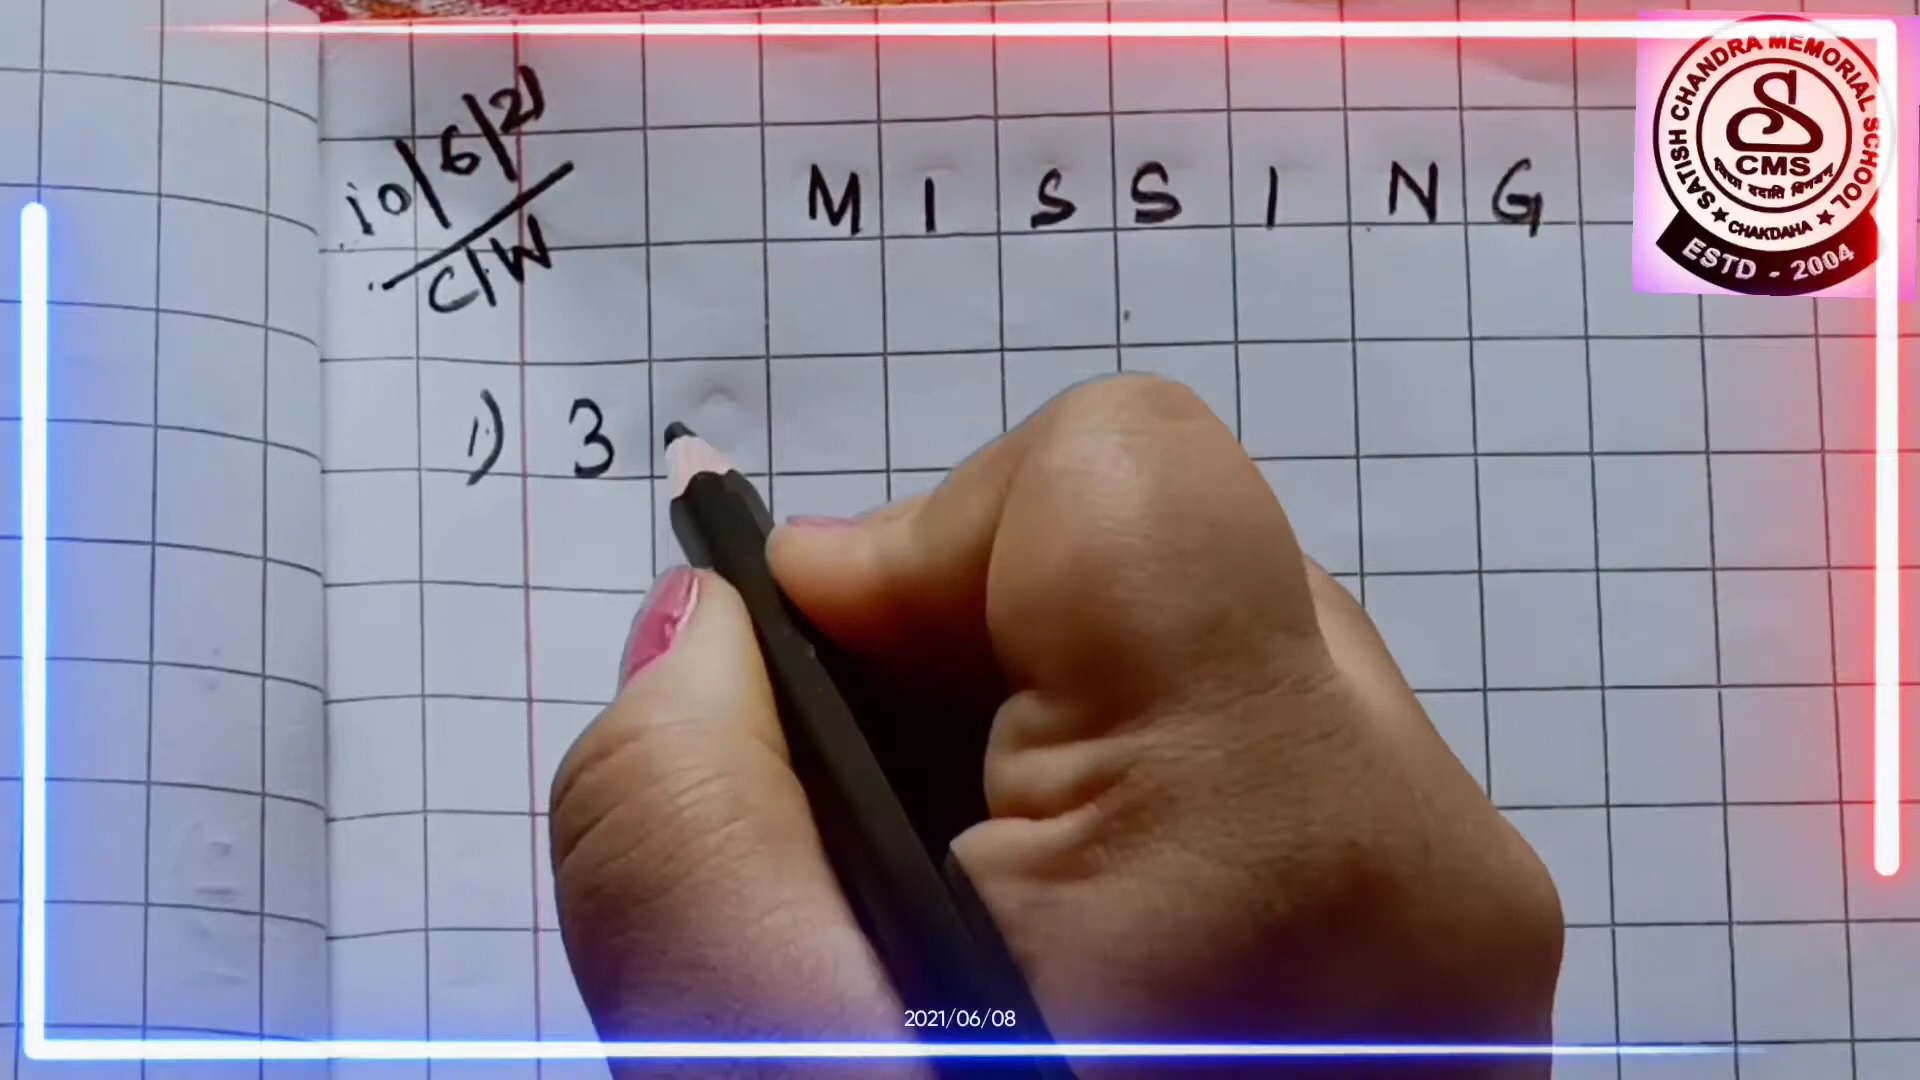 10/6/21
C/W
MISSING
1) 3
SATISH CHANDRA MEMORIAL SCHOOL
S
CMS
CHAKDAHA
ESTD - 2004
2021/06/08